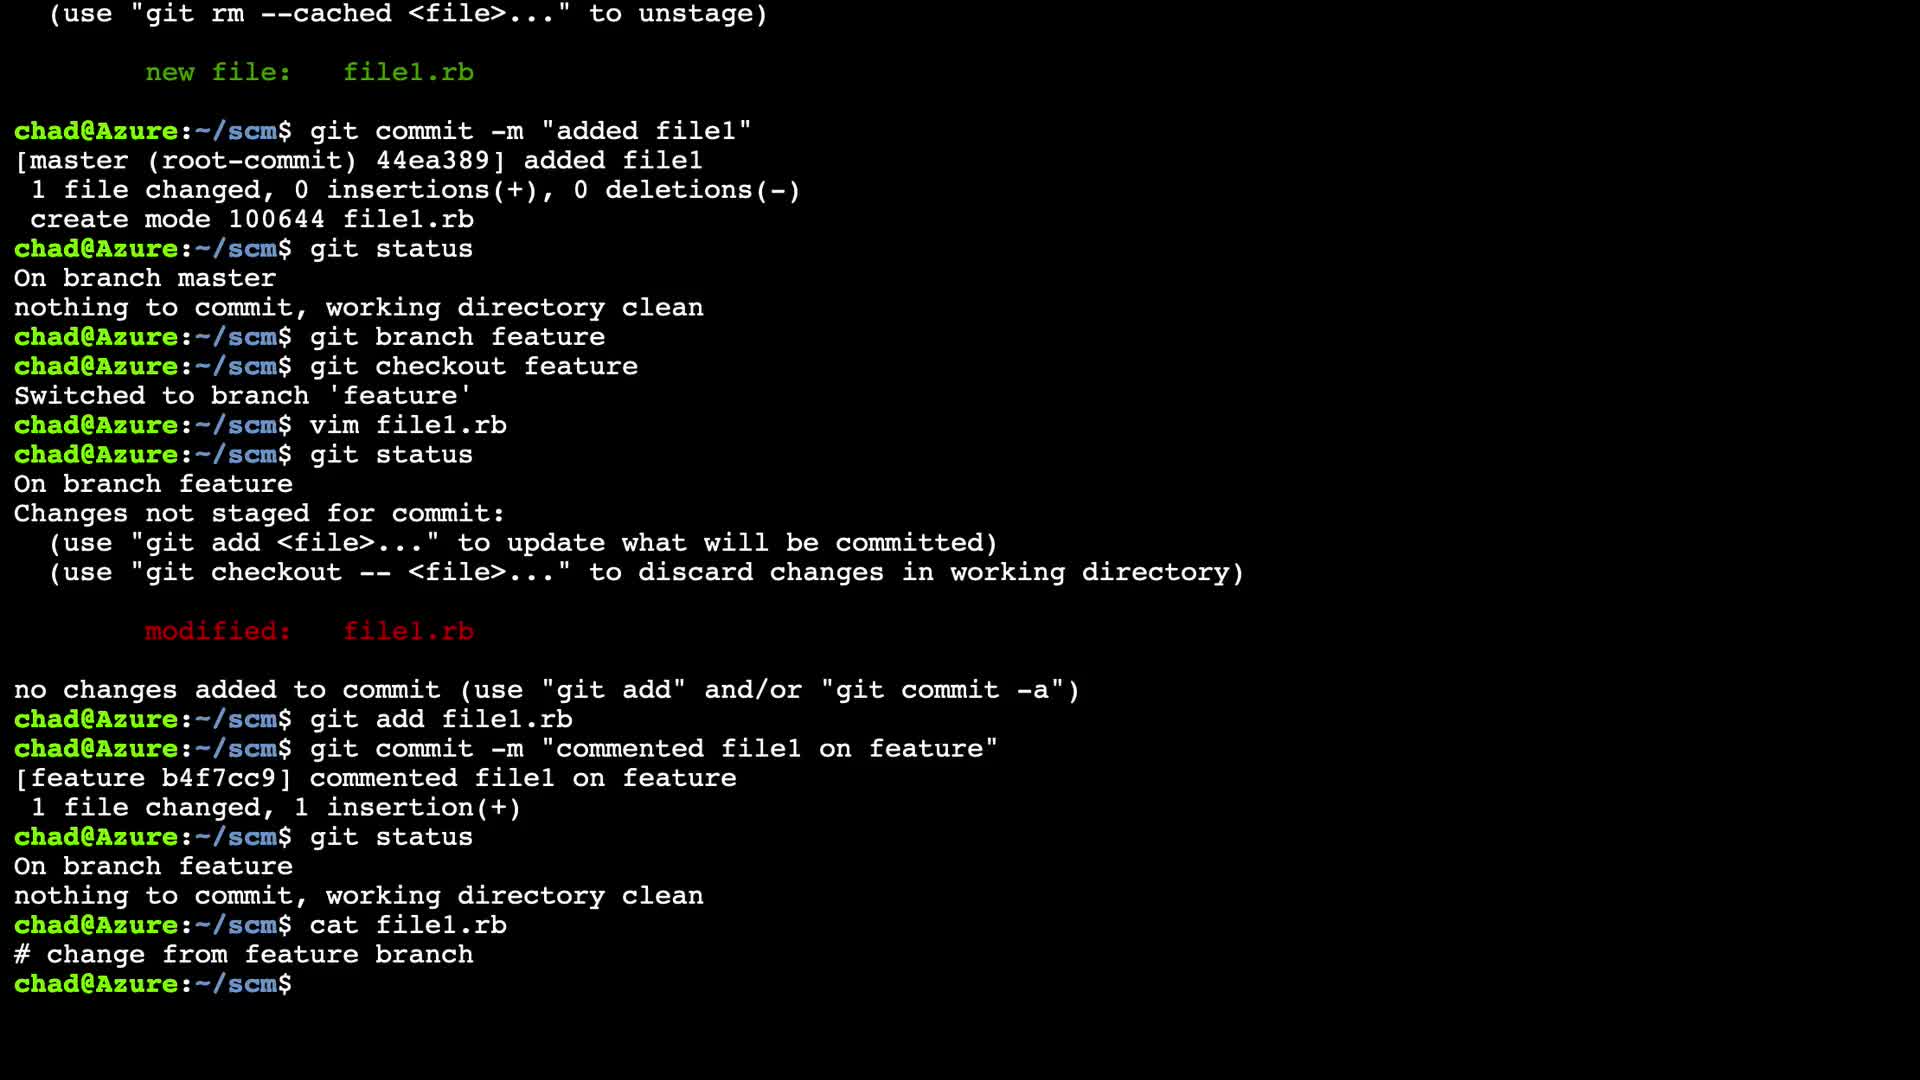 (use "git rm --cached <file>..." to unstage)
new file:   file1.rb
chad@Azure:~/scm$ git commit -m "added file1"
[master (root-commit) 44ea389] added file1
 1 file changed, 0 insertions(+), 0 deletions(-)
 create mode 100644 file1.rb
chad@Azure:~/scm$ git status
On branch master
nothing to commit, working directory clean
chad@Azure:~/scm$ git branch feature
chad@Azure:~/scm$ git checkout feature
Switched to branch 'feature'
chad@Azure:~/scm$ vim file1.rb
chad@Azure:~/scm$ git status
On branch feature
Changes not staged for commit:
  (use "git add <file>..." to update what will be committed)
  (use "git checkout -- <file>..." to discard changes in working directory)
modified:   file1.rb
no changes added to commit (use "git add" and/or "git commit -a")
chad@Azure:~/scm$ git add file1.rb
chad@Azure:~/scm$ git commit -m "commented file1 on feature"
[feature b4f7cc9] commented file1 on feature
 1 file changed, 1 insertion(+)
chad@Azure:~/scm$ git status
On branch feature
nothing to commit, working directory clean
chad@Azure:~/scm$ cat file1.rb
# change from feature branch
chad@Azure:~/scm$